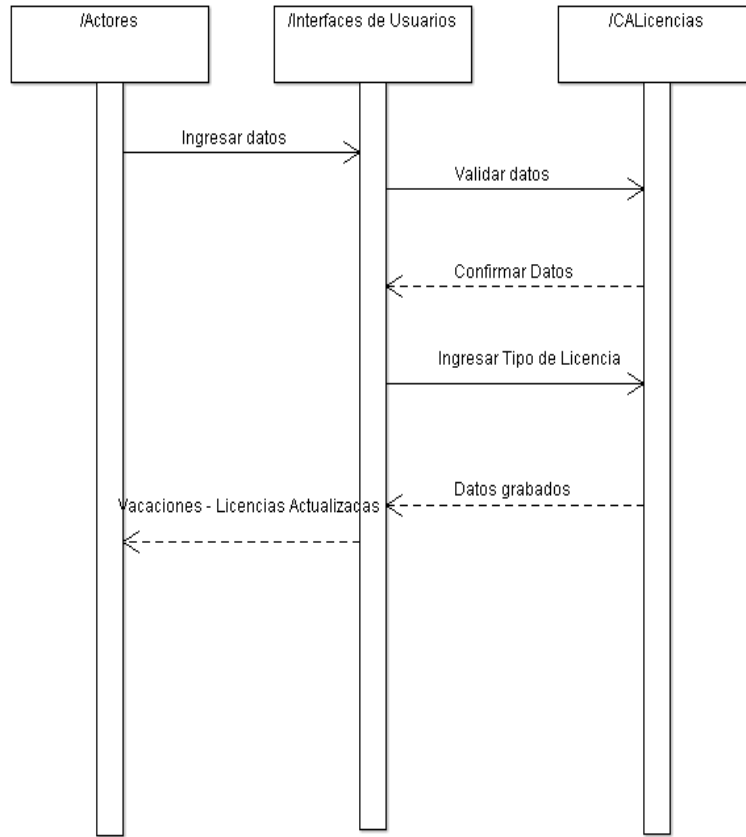 /Actores
/Interfaces de Usuarios
/CALicencias
Ingresar datos
Validar datos
Confirmar Datos
Ingresar Tipo de Licencia
Datos grabados
Vacaciones - Licencias Actualizadas